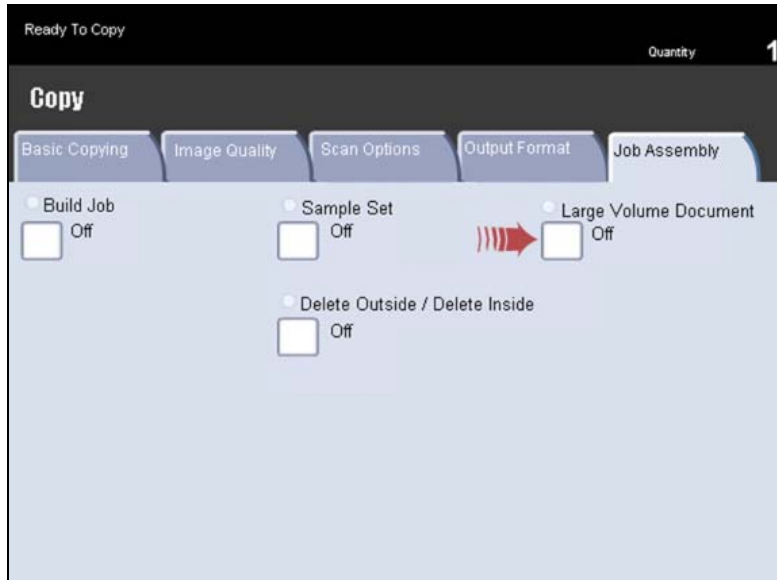 Ready To Copy
Quantity 1
Copy
Basic Copying Image Quality Scan Options Output Format Job Assembly
Build Job Sample Set Large Volume Document
Off Off Off
Delete Outside / Delete Inside
Off